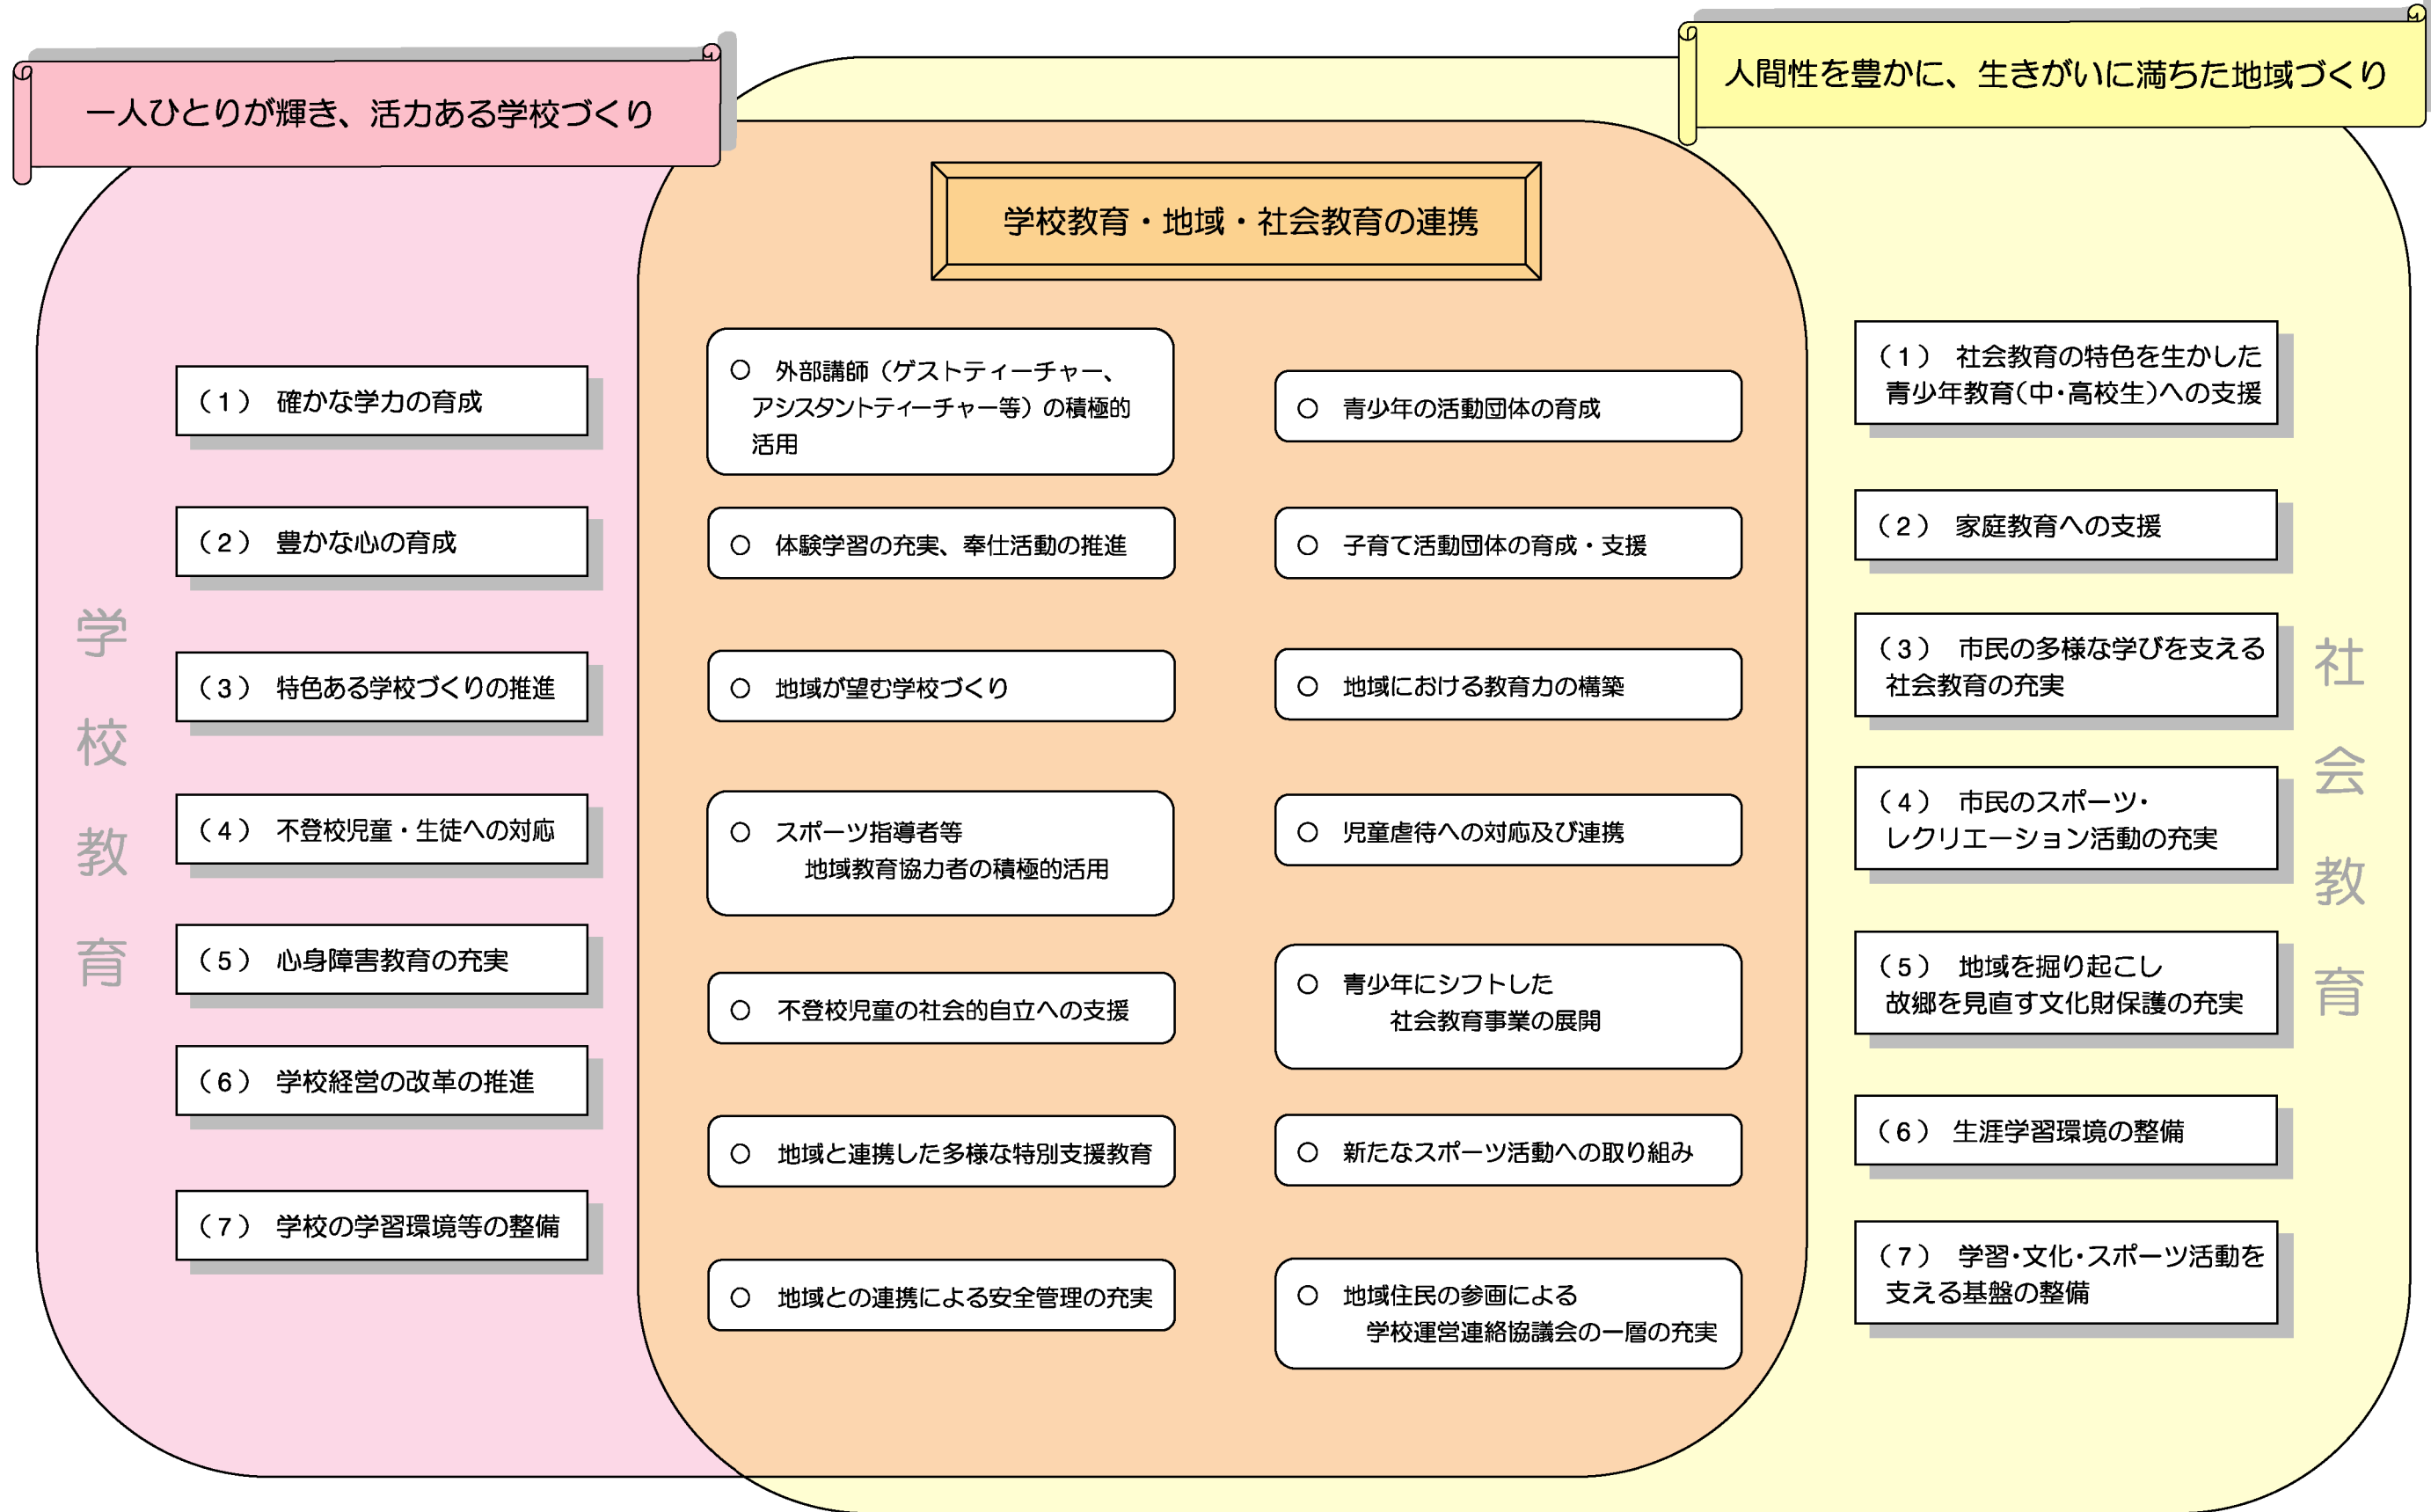 一人ひとりが輝き、活力ある学校づくり
人間性を豊かに、生きがいに満ちた地域づくり
学校教育・地域・社会教育の連携
学校教育
（１） 確かな学力の育成
（２） 豊かな心の育成
（３） 特色ある学校づくりの推進
（４） 不登校児童・生徒への対応
（５） 心身障害教育の充実
（６） 学校経営の改革の推進
（７） 学校の学習環境等の整備
○ 外部講師（ゲストティーチャー、
アシスタントティーチャー等）の積極的
活用
○ 体験学習の充実、奉仕活動の推進
○ 地域が望む学校づくり
○ スポーツ指導者等
地域教育協力者の積極的活用
○ 不登校児童の社会的自立への支援
○ 地域と連携した多様な特別支援教育
○ 地域との連携による安全管理の充実
○ 青少年の活動団体の育成
○ 子育て活動団体の育成・支援
○ 地域における教育力の構築
○ 児童虐待への対応及び連携
○ 青少年にシフトした
社会教育事業の展開
○ 新たなスポーツ活動への取り組み
○ 地域住民の参画による
学校運営連絡協議会の一層の充実
（１） 社会教育の特色を生かした
青少年教育（中・高校生）への支援
（２） 家庭教育への支援
（３） 市民の多様な学びを支える
社会教育の充実
（４） 市民のスポーツ・
レクリエーション活動の充実
（５） 地域を掘り起こし
故郷を見直す文化財保護の充実
（６） 生涯学習環境の整備
（７） 学習・文化・スポーツ活動を
支える基盤の整備
社会教育